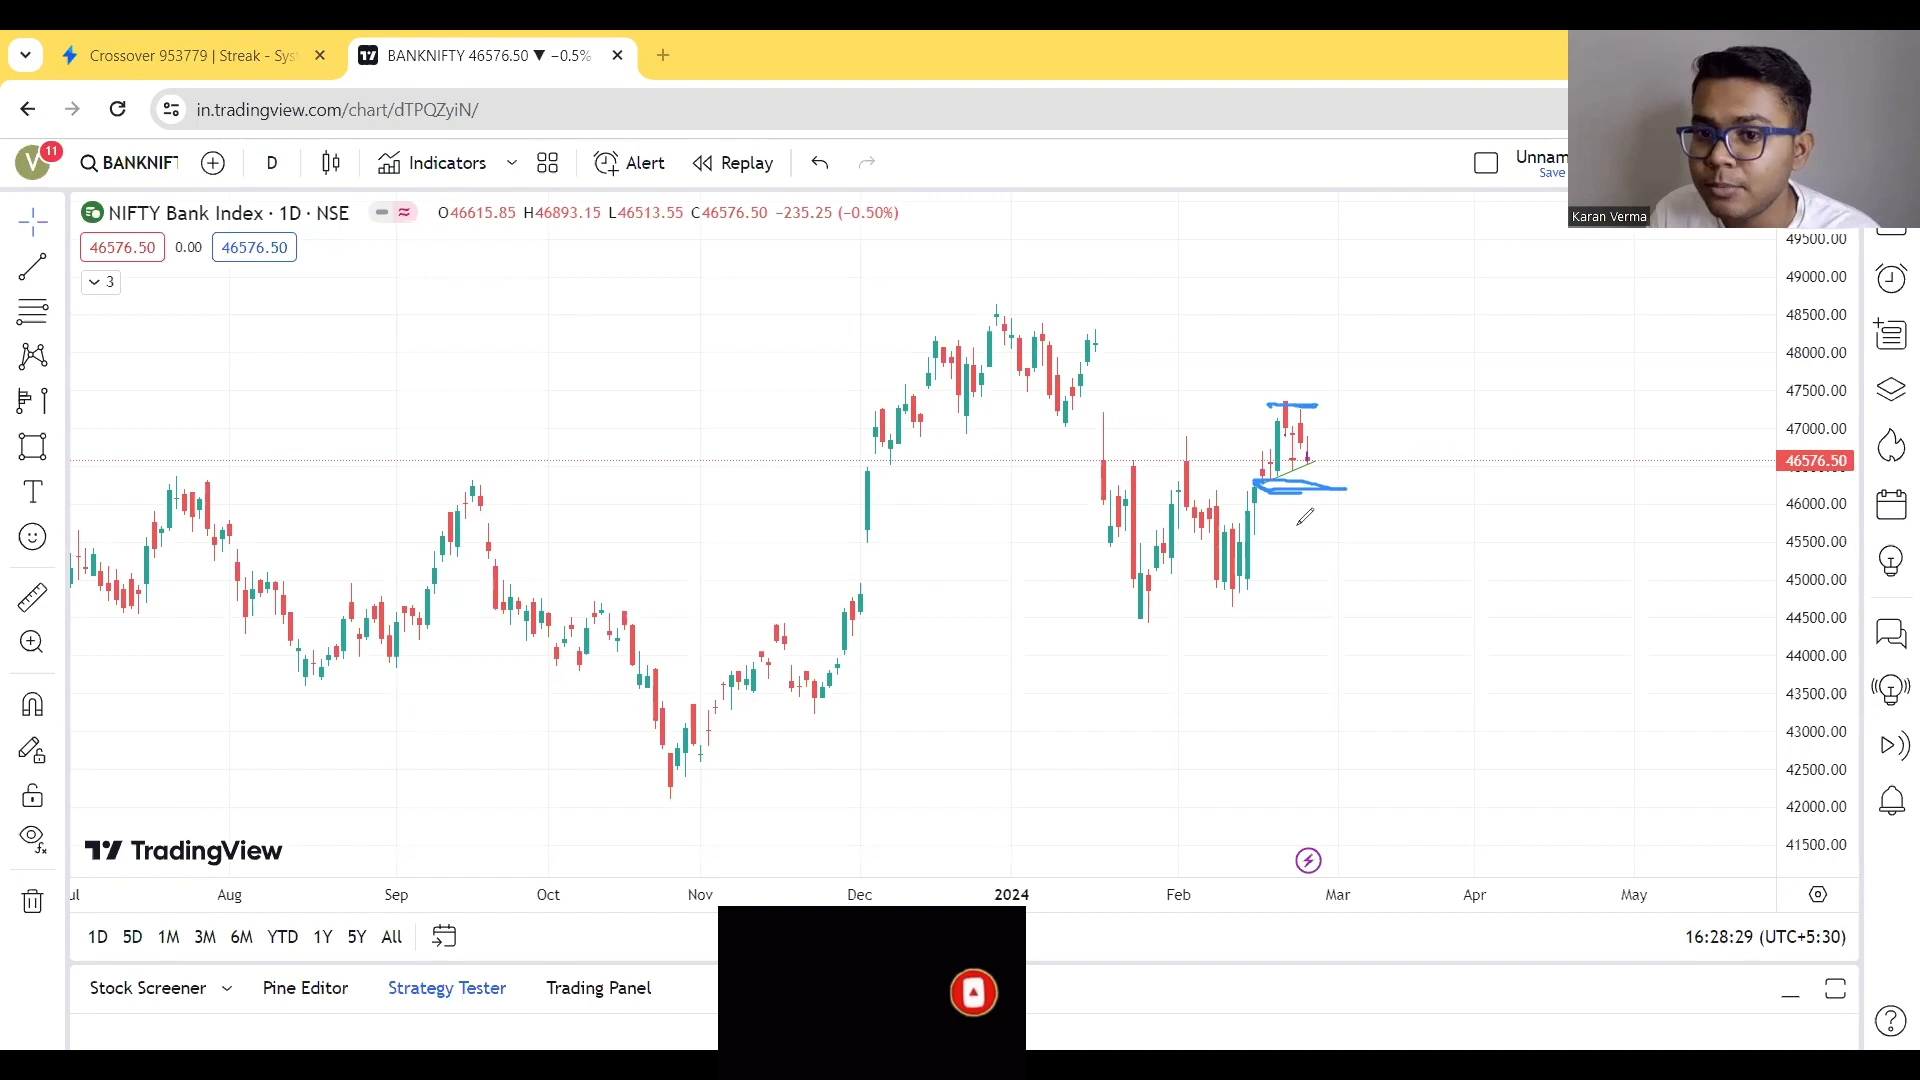 Crossover 953779 | Streak - Sys
BANKNIFTY 46576.50 ▼ −0.5%
in.tradingview.com/chart/dTPQZyiN/
V
11
BANKNIF
D
Indicators
Alert
Replay
Unnam
Save
Karan Verma
NIFTY Bank Index · 1D · NSE
O46615.85 H46893.15 L46513.55 C46576.50 −235.25 (−0.50%)
46576.50
0.00
46576.50
3
49500.00
49000.00
48500.00
48000.00
47500.00
47000.00
46576.50
46000.00
45500.00
45000.00
44500.00
44000.00
43500.00
43000.00
42500.00
42000.00
41500.00
TradingView
Aug
Sep
Oct
Nov
Dec
2024
Feb
Mar
Apr
May
1D 5D 1M 3M 6M YTD 1Y 5Y All
16:28:29 (UTC+5:30)
Stock Screener
Pine Editor
Strategy Tester
Trading Panel